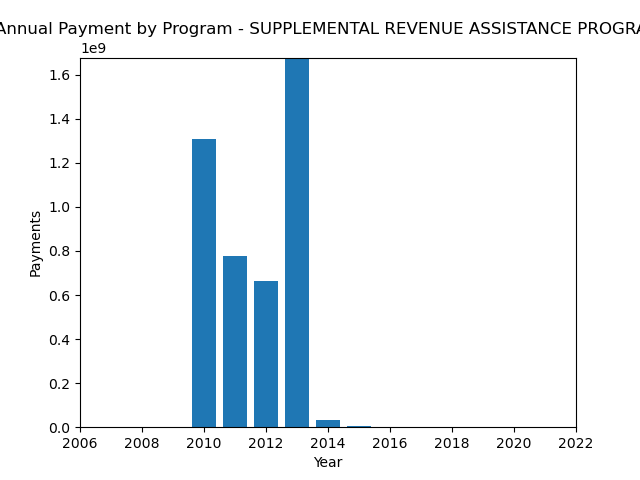 Annual Payment by Program - SUPPLEMENTAL REVENUE ASSISTANCE PROGRA
1e9
1.6
1.4
1.2
1.0
0.8
0.6
0.4
0.2
0.0
Payments
2006 2008 2010 2012 2014 2016 2018 2020 2022
Year